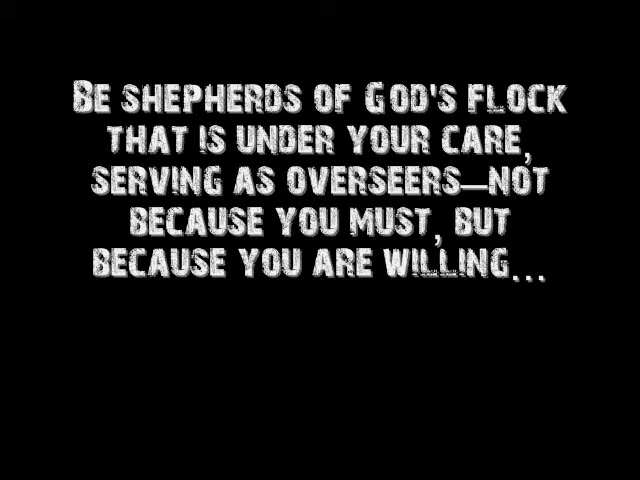 Be shepherds of God's flock
that is under your care,
serving as overseers—not
because you must, but
because you are willing...